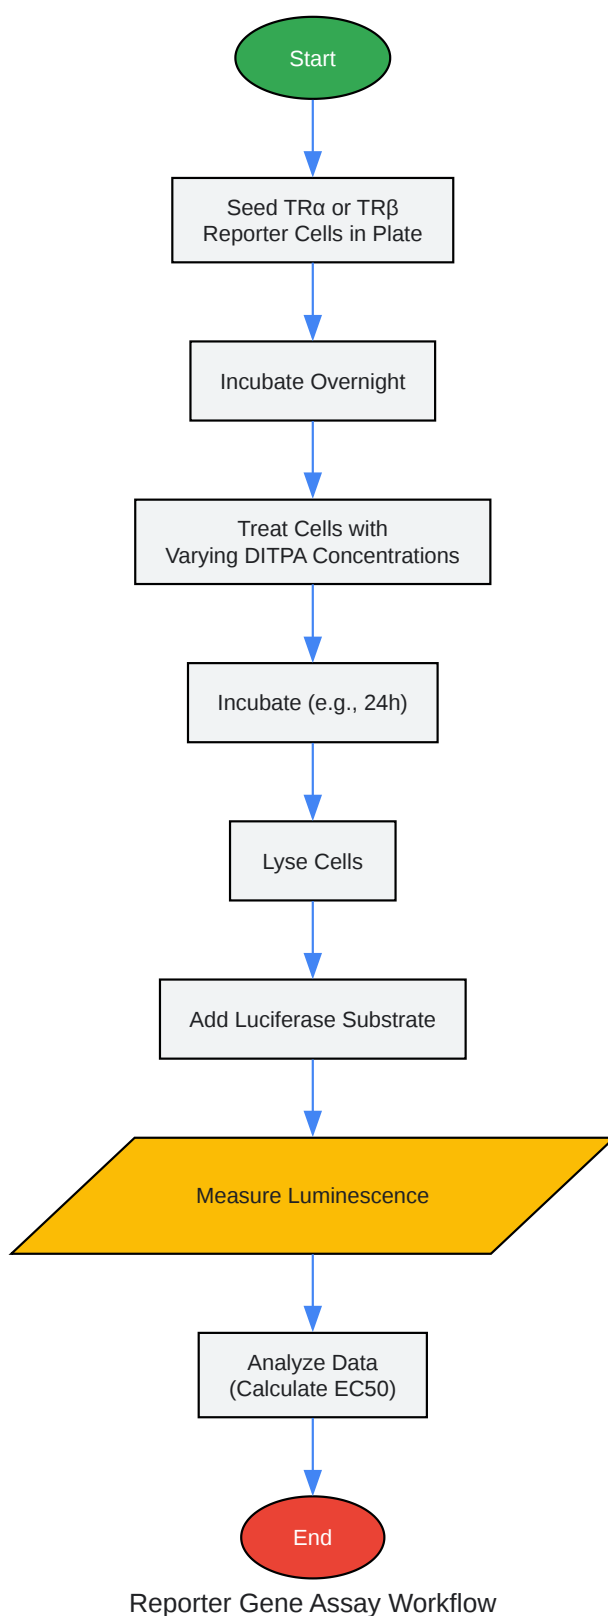 Start
Seed TRα or TRβ
Reporter Cells in Plate
Incubate Overnight
Treat Cells with
Varying DITPA Concentrations
Incubate (e.g., 24h)
Lyse Cells
Add Luciferase Substrate
Measure Luminescence
Analyze Data
(Calculate EC50)
End
Reporter Gene Assay Workflow